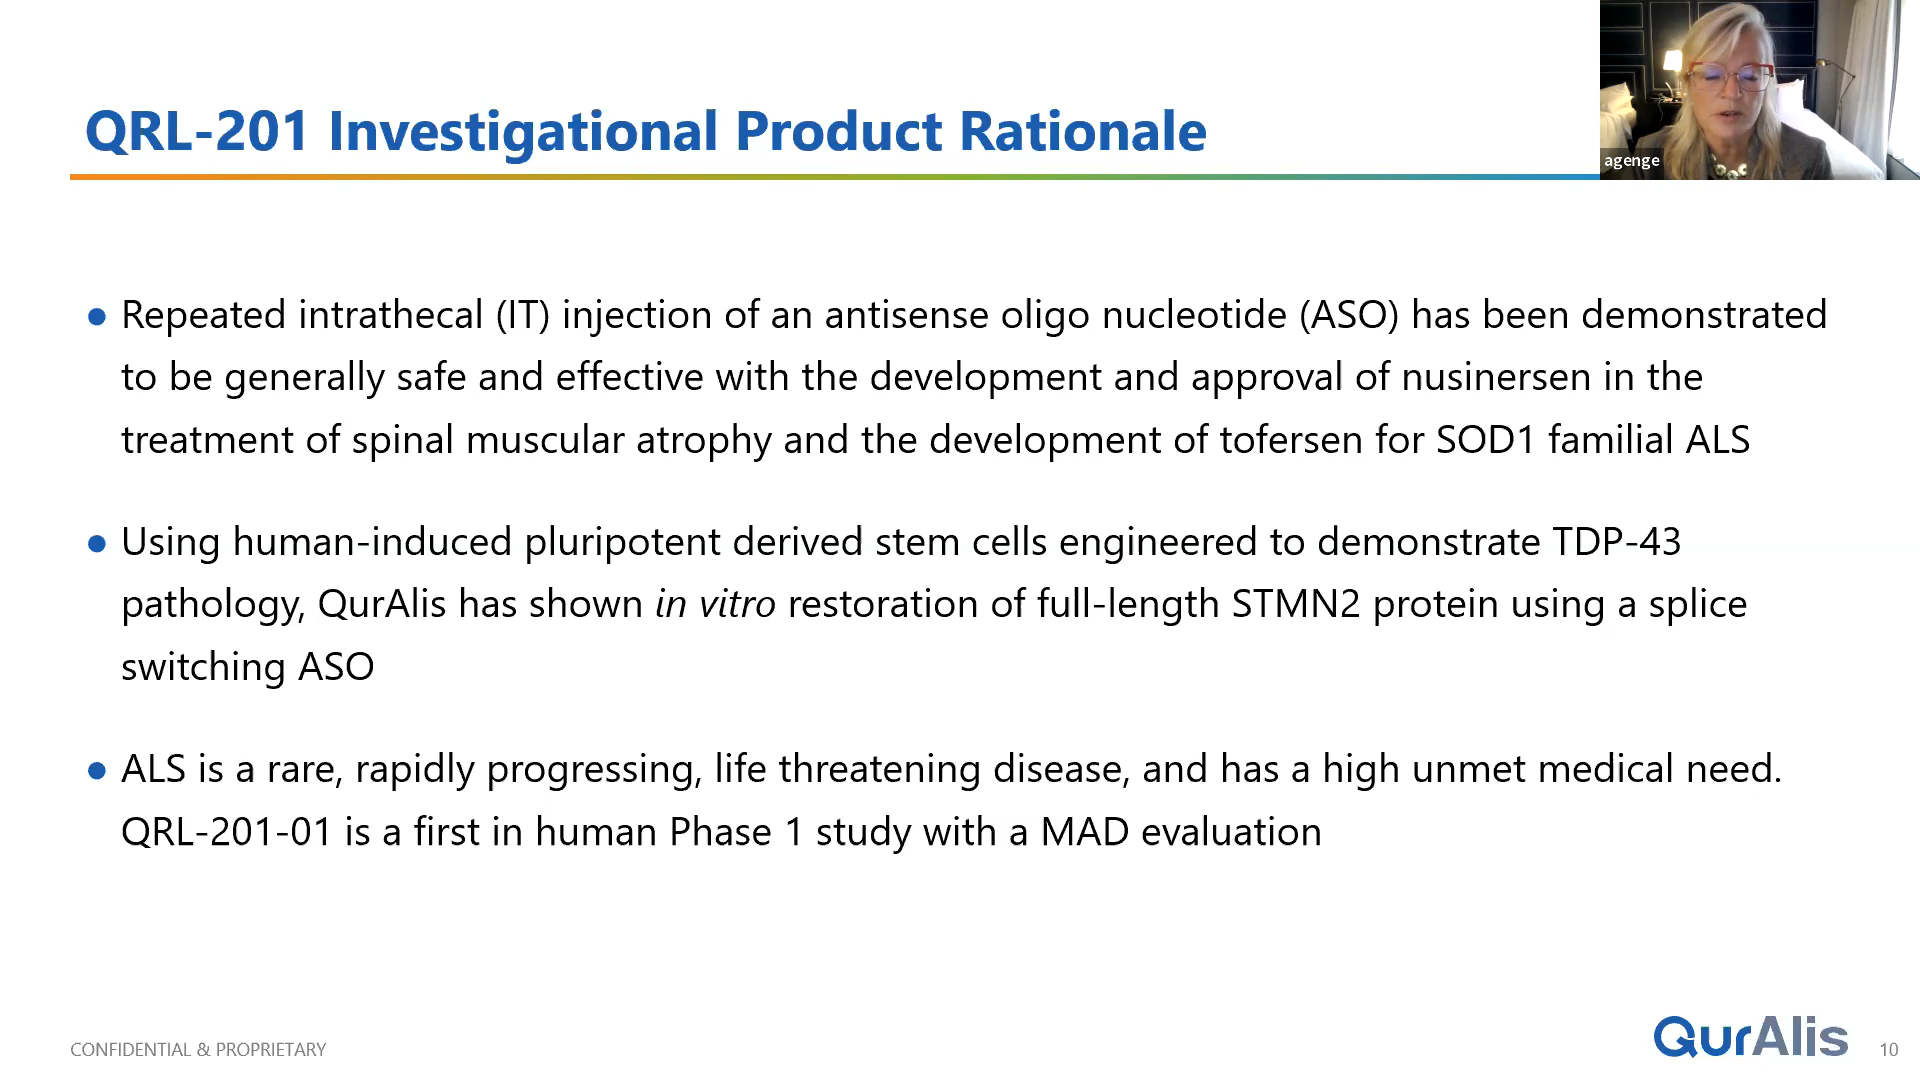 QRL-201 Investigational Product Rationale
agenge
● Repeated intrathecal (IT) injection of an antisense oligo nucleotide (ASO) has been demonstrated
to be generally safe and effective with the development and approval of nusinersen in the
treatment of spinal muscular atrophy and the development of tofersen for SOD1 familial ALS
● Using human-induced pluripotent derived stem cells engineered to demonstrate TDP-43
pathology, QurAlis has shown in vitro restoration of full-length STMN2 protein using a splice
switching ASO
● ALS is a rare, rapidly progressing, life threatening disease, and has a high unmet medical need.
QRL-201-01 is a first in human Phase 1 study with a MAD evaluation
CONFIDENTIAL & PROPRIETARY
QurAlis
10